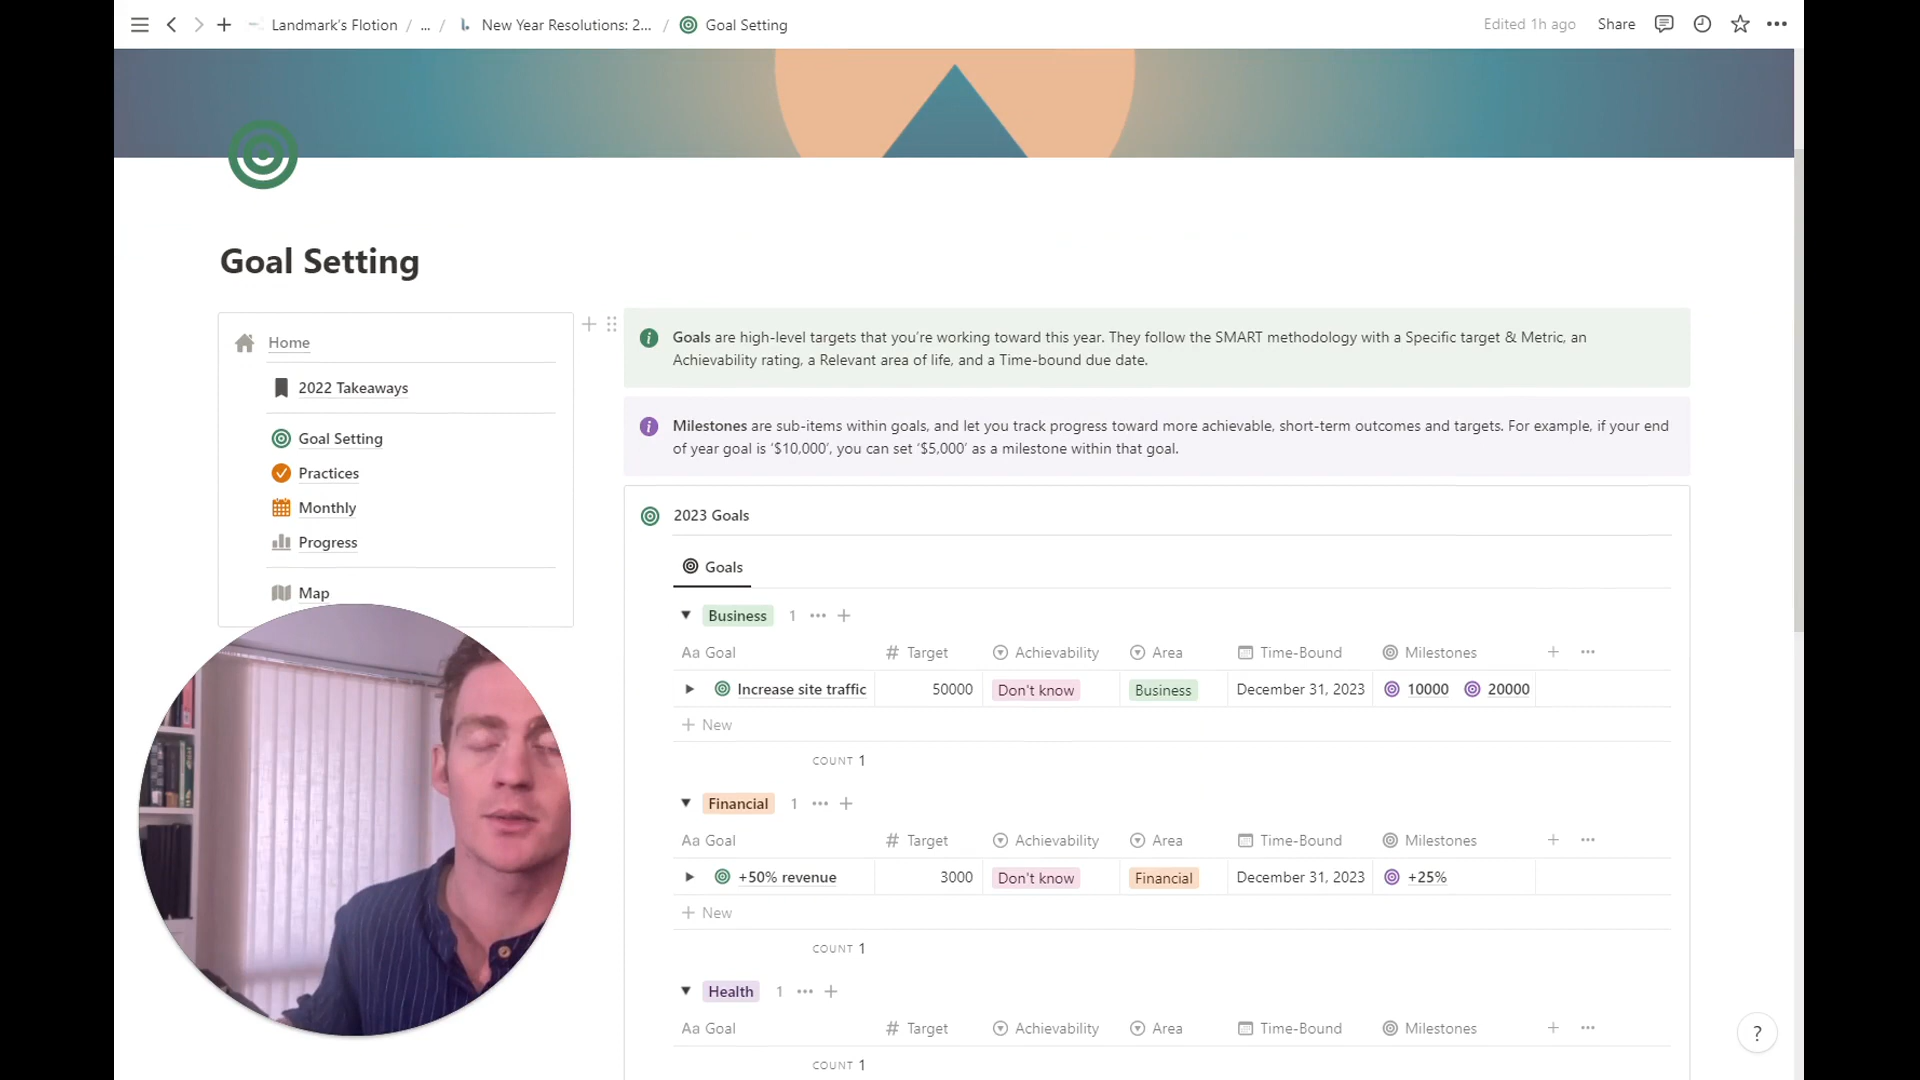 Landmark's Flotion / ... / New Year Resolutions: 2... / Goal Setting
Edited 1h ago Share
Goal Setting
Home
2022 Takeaways
Goal Setting
Practices
Monthly
Progress
Map
Goals are high-level targets that you're working toward this year. They follow the SMART methodology with a Specific target & Metric, an
Achievability rating, a Relevant area of life, and a Time-bound due date.
Milestones are sub-items within goals, and let you track progress toward more achievable, short-term outcomes and targets. For example, if your end
of year goal is '$10,000', you can set '$5,000' as a milestone within that goal.
2023 Goals
Goals
Business 1
Aa Goal # Target Achievability Area Time-Bound Milestones
Increase site traffic 50000 Don't know Business December 31, 2023 10000 20000
New
COUNT 1
Financial 1
Aa Goal # Target Achievability Area Time-Bound Milestones
+50% revenue 3000 Don't know Financial December 31, 2023 +25%
New
COUNT 1
Health 1
Aa Goal # Target Achievability Area Time-Bound Milestones
COUNT 1
?